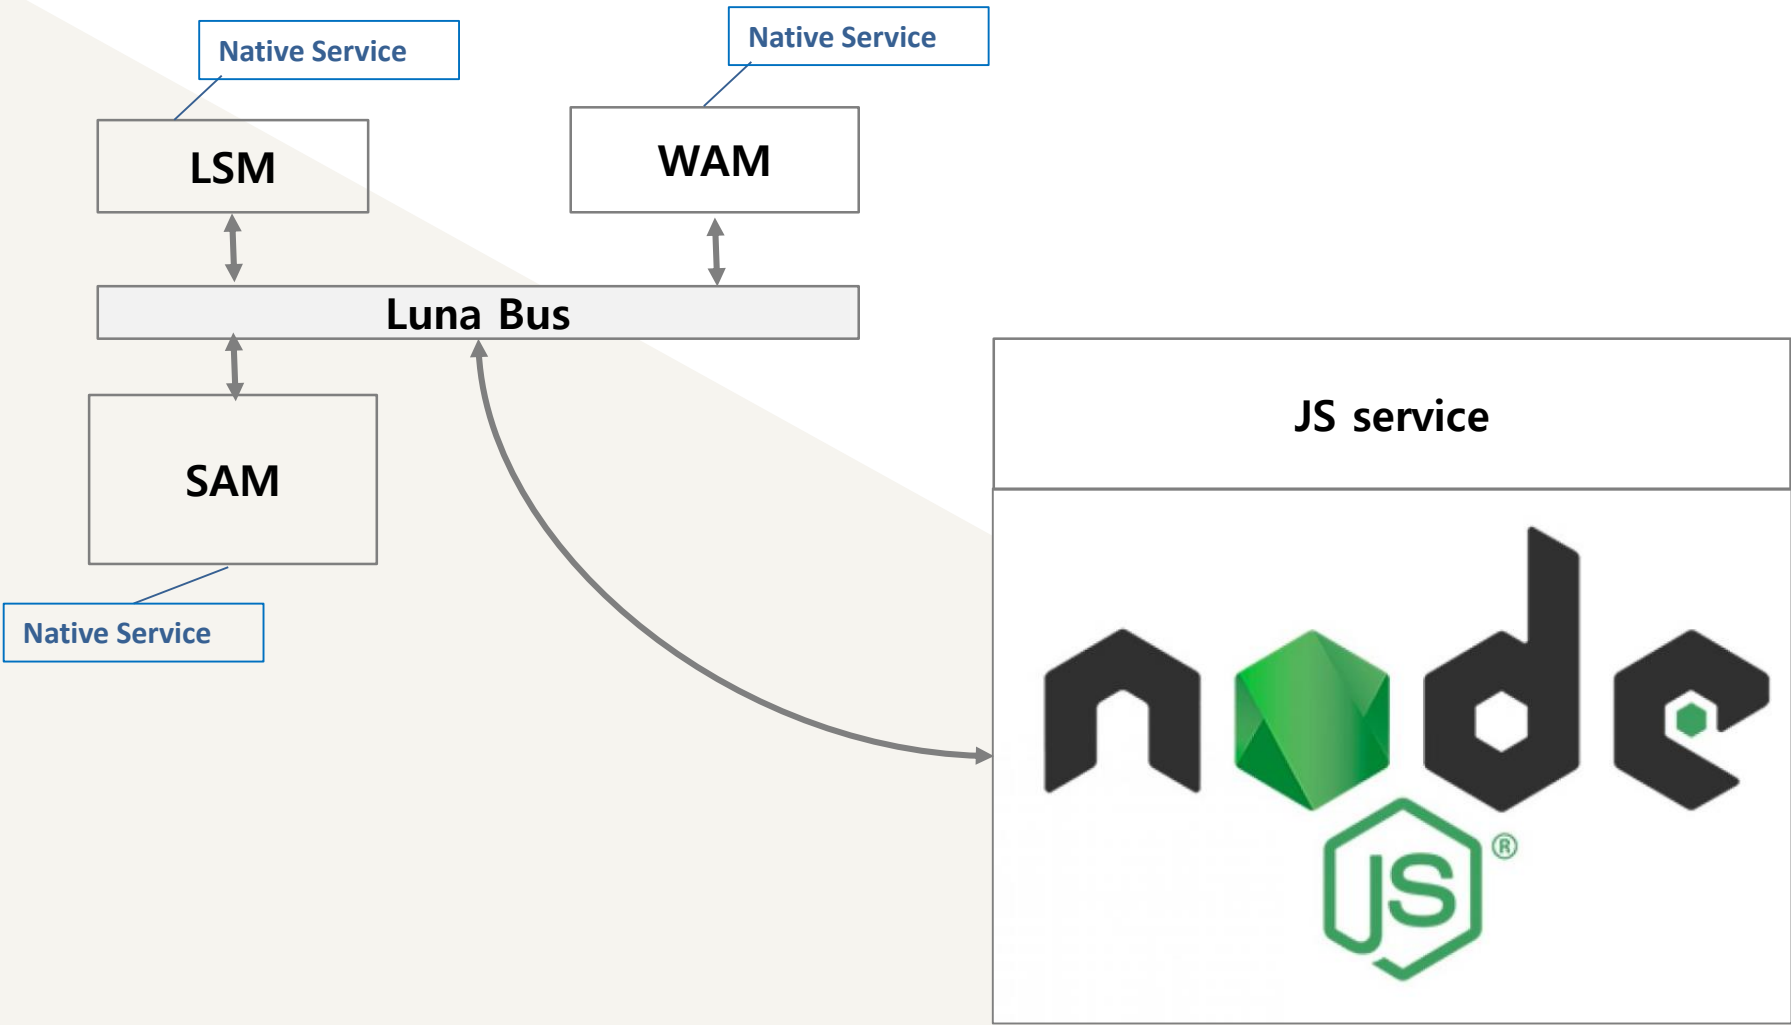 Native Service
Native Service
LSM
WAM
Luna Bus
JS service
SAM
Native Service
node
JS®